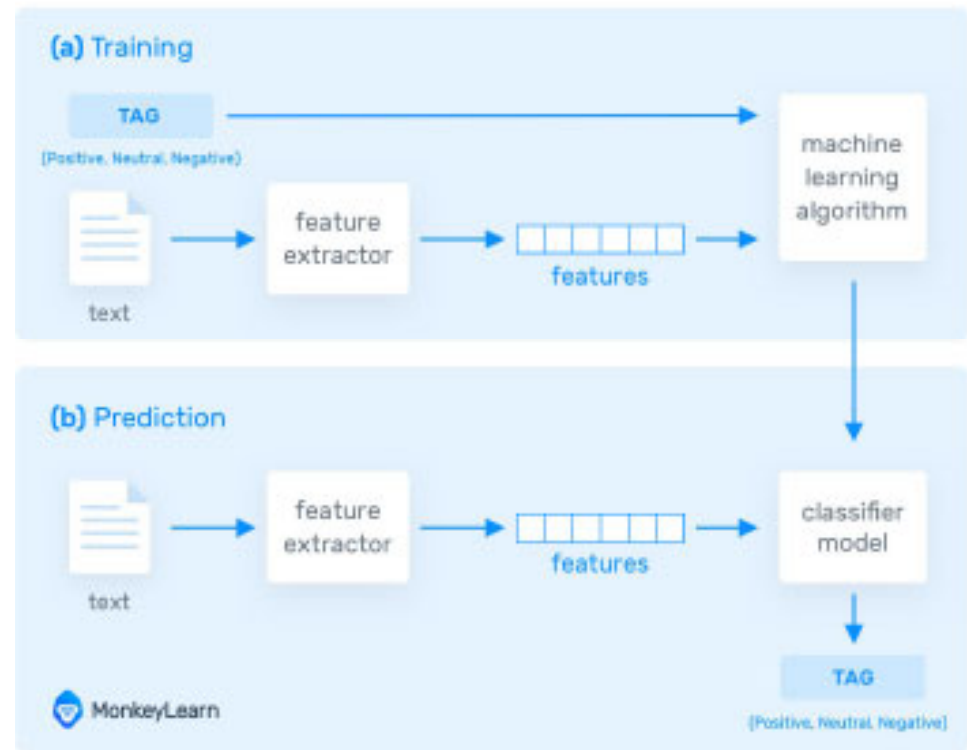 (a) Training
TAG
(Positive, Neutral, Negative)
text
feature
extractor
features
machine
learning
algorithm
(b) Prediction
text
feature
extractor
features
classifier
model
TAG
(Positive, Neutral, Negative)
MonkeyLearn